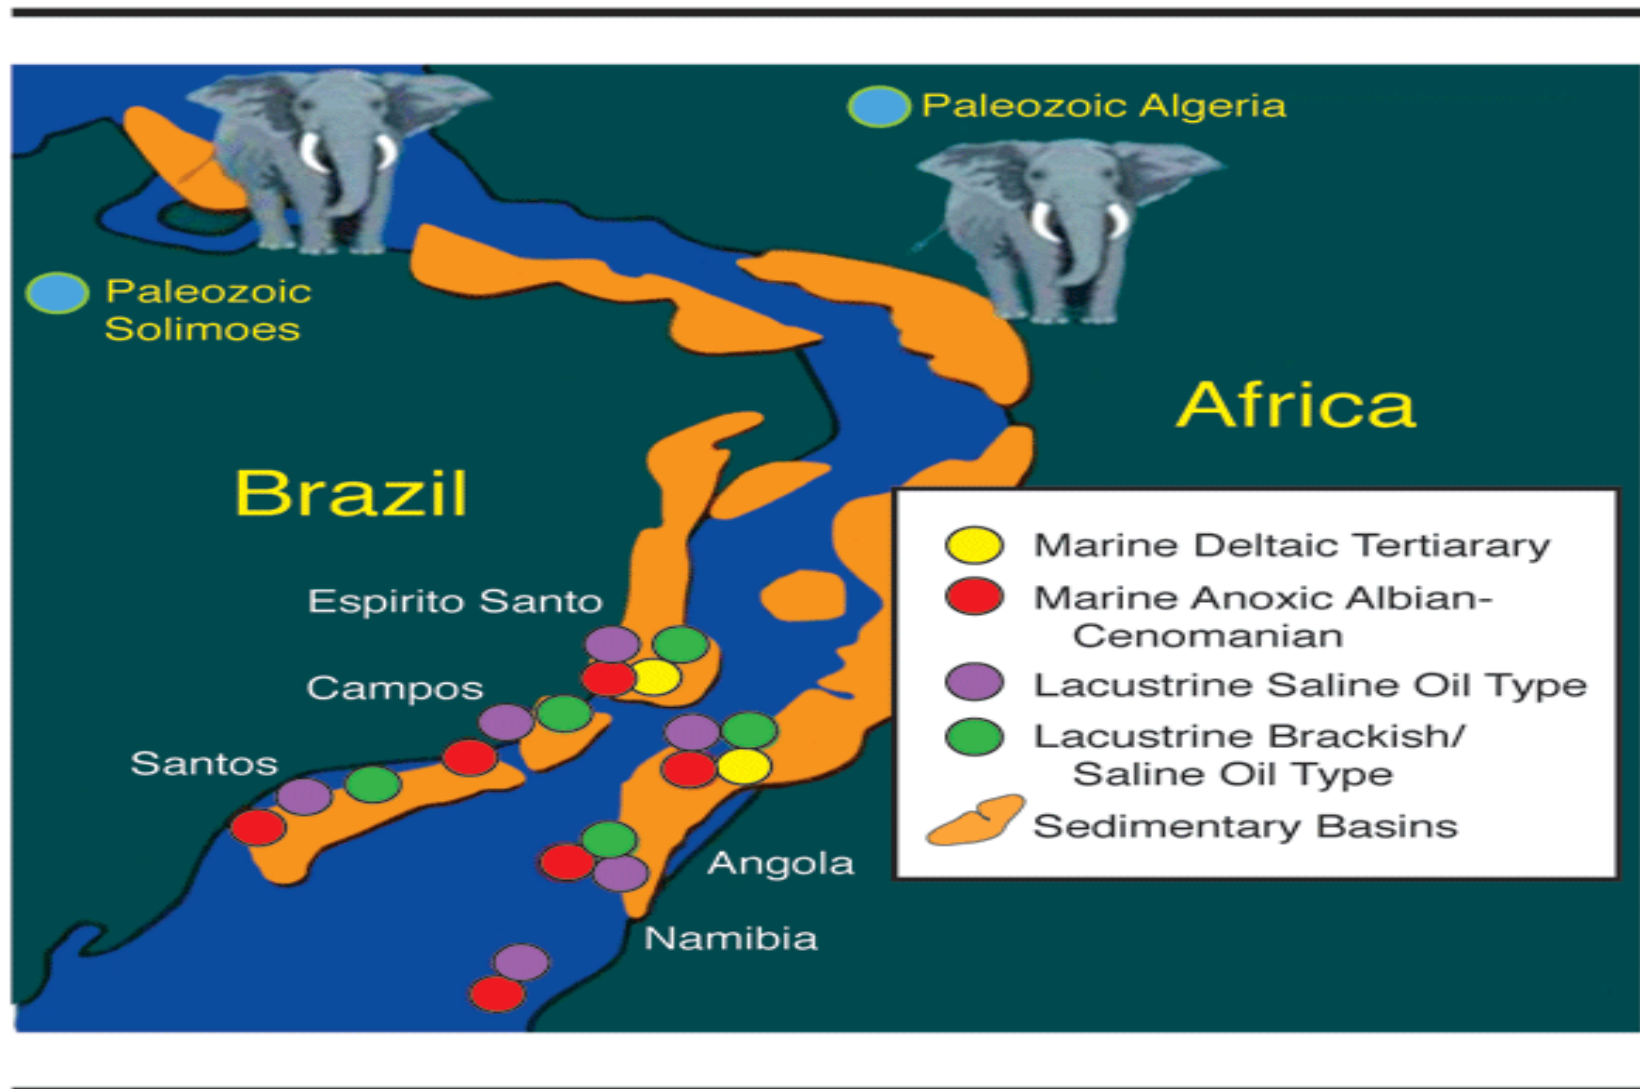 Paleozoic Algeria
Paleozoic
Solimoes
Africa
Brazil
Espirito Santo
Campos
Santos
Angola
Namibia
Marine Deltaic Tertiarary
Marine Anoxic Albian-
Cenomanian
Lacustrine Saline Oil Type
Lacustrine Brackish/
Saline Oil Type
Sedimentary Basins